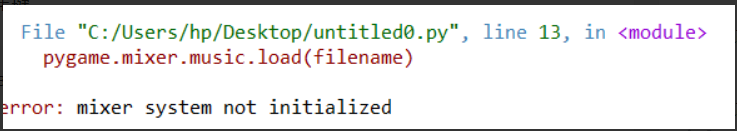 File "C:/Users/hp/Desktop/untitled0.py", line 13, in <module>
pygame.mixer.music.load(filename)
error: mixer system not initialized